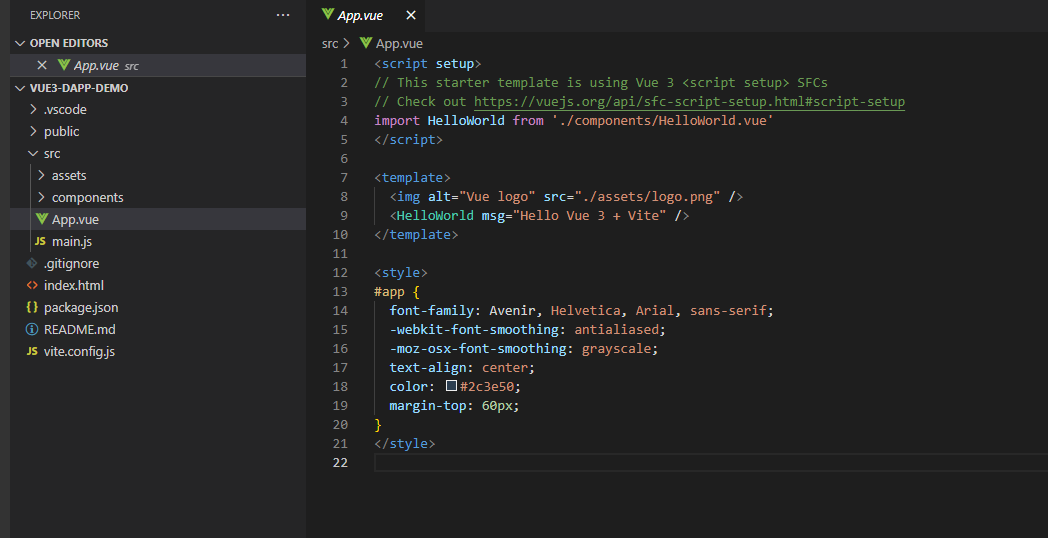 EXPLORER ...
OPEN EDITORS
App.vue src
VUE3-DAPP-DEMO
.vscode
public
src
assets
components
App.vue
JS main.js
.gitignore
<> index.html
{} package.json
README.md
JS vite.config.js
App.vue
src > App.vue
1 <script setup>
2 // This starter template is using Vue 3 <script setup> SFCs
3 // Check out https://vuejs.org/api/sfc-script-setup.html#script-setup
4 import HelloWorld from './components/HelloWorld.vue'
5 </script>
6
7 <template>
8   <img alt="Vue logo" src="./assets/logo.png" />
9   <HelloWorld msg="Hello Vue 3 + Vite" />
10 </template>
11
12 <style>
13 #app {
14   font-family: Avenir, Helvetica, Arial, sans-serif;
15   -webkit-font-smoothing: antialiased;
16   -moz-osx-font-smoothing: grayscale;
17   text-align: center;
18   color: #2c3e50;
19   margin-top: 60px;
20 }
21 </style>
22